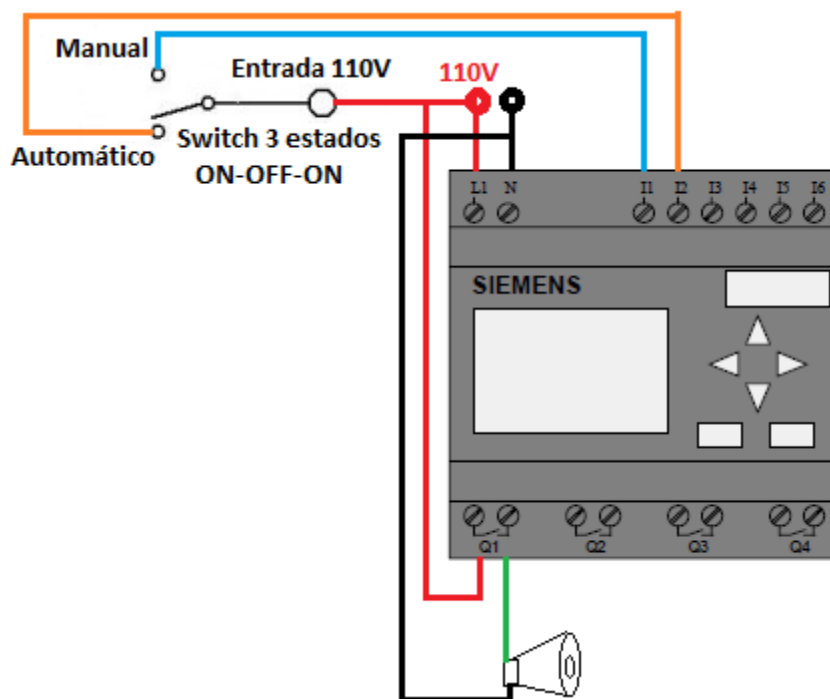 Manual
Entrada 110V
110V
Automático
Switch 3 estados
ON-OFF-ON
L1 N I1 I2 I3 I4 I5 I6
SIEMENS
Q1 Q2 Q3 Q4